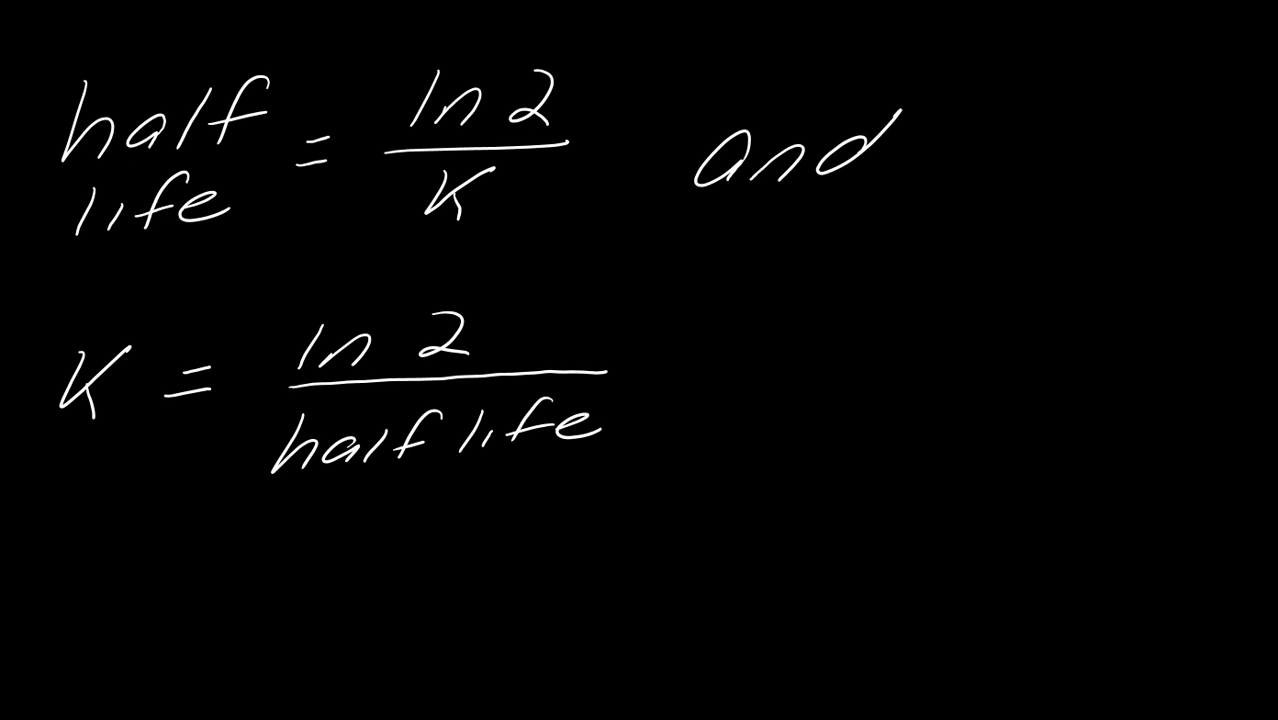 half life = ln 2 / K and
K = ln 2 / half life